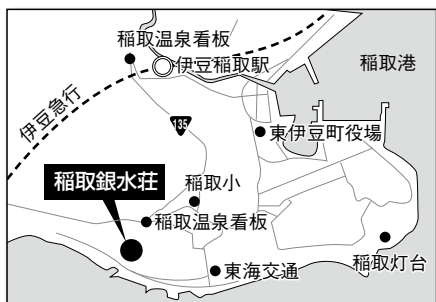 稲取温泉看板
伊豆稲取駅
稲取港
伊豆急行
135
東伊豆町役場
稲取銀水荘
稲取小
稲取温泉看板
稲取灯台
東海交通